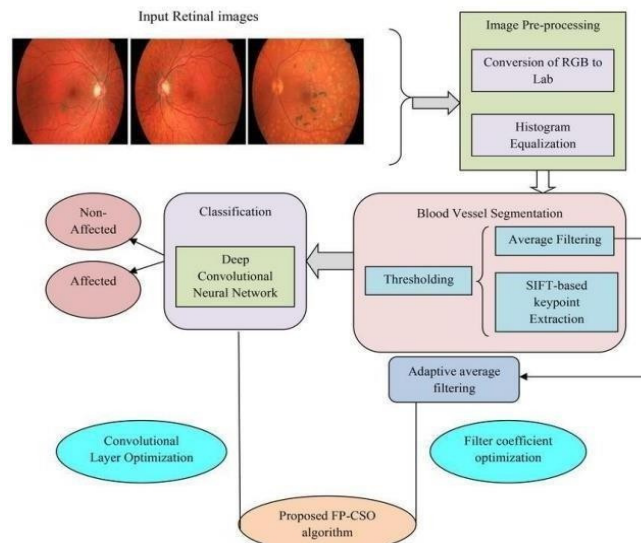 Input Retinal images
Image Pre-processing
Conversion of RGB to
Lab
Histogram
Equalization
Non-
Affected
Affected
Classification
Deep
Convolutional
Neural Network
Blood Vessel Segmentation
Average Filtering
Thresholding
SIFT-based
keypoint
Extraction
Adaptive average
filtering
Convolutional
Layer Optimization
Filter coefficient
optimization
Proposed FP-CSO
algorithm